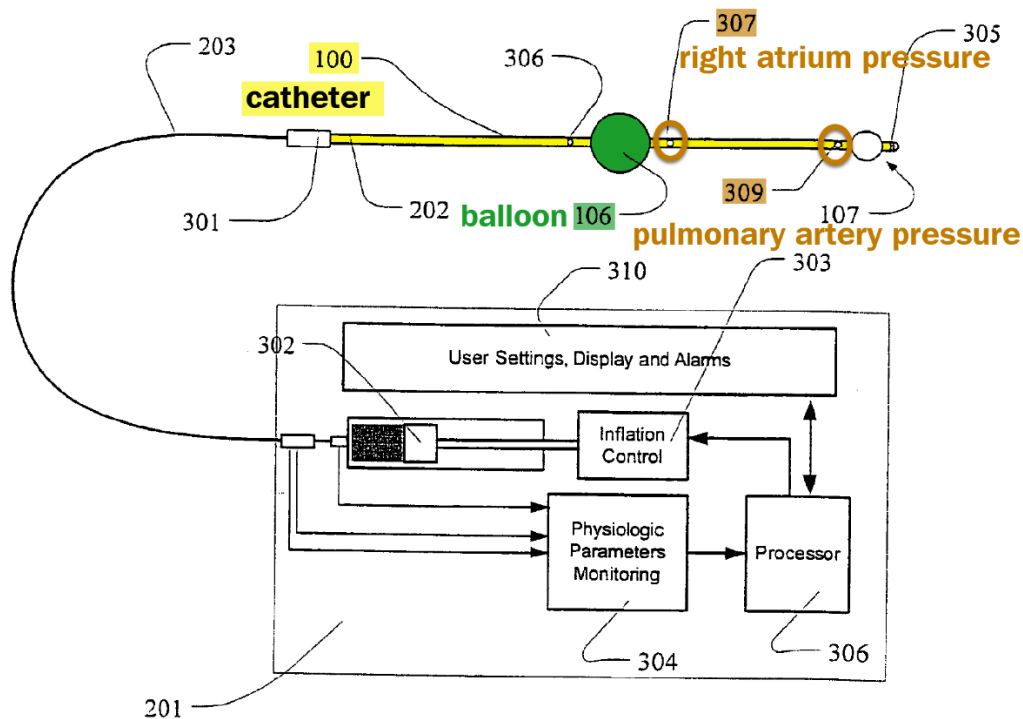 203
100
306
307
305
right atrium pressure
catheter
301
202
balloon 106
309
107
pulmonary artery pressure
310
303
302
User Settings, Display and Alarms
Inflation
Control
Physiologic
Parameters
Monitoring
Processor
304
306
201